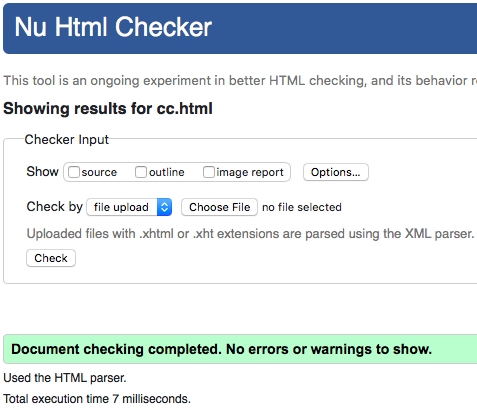 Nu Html Checker
This tool is an ongoing experiment in better HTML checking, and its behavior
Showing results for cc.html
Checker Input
Show source outline image report Options...
Check by file upload Choose File no file selected
Uploaded files with .xhtml or .xht extensions are parsed using the XML parser.
Check
Document checking completed. No errors or warnings to show.
Used the HTML parser.
Total execution time 7 milliseconds.